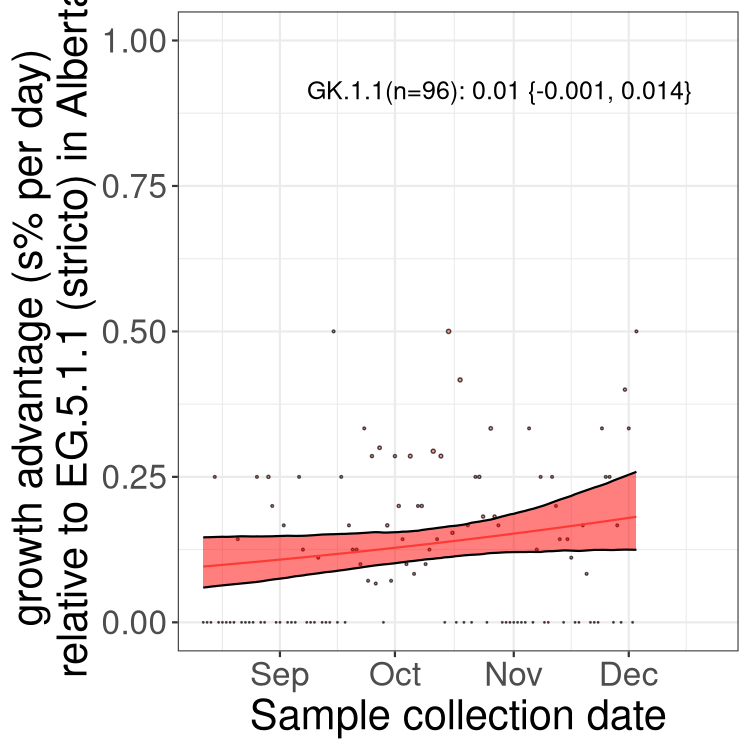 growth advantage (s% per day)
relative to EG.5.1.1 (stricto) in Alberta
1.00
0.75
0.50
0.25
0.00
GK.1.1(n=96): 0.01 {-0.001, 0.014}
Sep Oct Nov Dec
Sample collection date